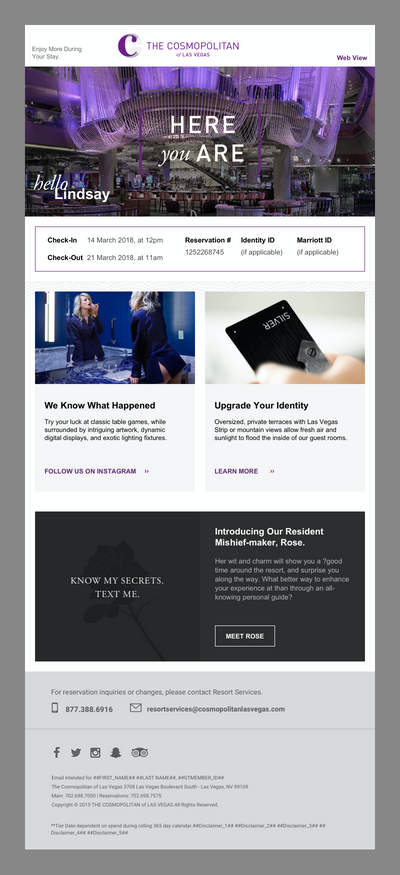 Enjoy More During
Your Stay.
C THE COSMOPOLITAN
of LAS VEGAS
Web View
HERE
you ARE
hello
Lindsay
Check-In 14 March 2018, at 12pm
Check-Out 21 March 2018, at 11am
Reservation # Identity ID Marriott ID
1252268745 (if applicable) (if applicable)
SILVER
We Know What Happened
Try your luck at classic table games, while
surrounded by intriguing artwork, dynamic
digital displays, and exotic lighting fixtures.
FOLLOW US ON INSTAGRAM ››
Upgrade Your Identity
Oversized, private terraces with Las Vegas
Strip or mountain views allow fresh air and
sunlight to flood the inside of our guest rooms.
LEARN MORE ››
KNOW MY SECRETS.
TEXT ME.
Introducing Our Resident
Mishief-maker, Rose.
Her wit and charm will show you a ?good
time around the resort, and surprise you
along the way. What better way to enhance
your experience at than through an all-
knowing personal guide?
MEET ROSE
For reservation inquiries or changes, please contact Resort Services.
877.388.6916 resortservices@cosmopolitanlasvegas.com
Email intended for ##FIRST_NAME## ##LAST NAME##, ##GTMEMBER_ID##
The Cosmopolitan of Las Vegas 3708 Las Vegas Boulevard South - Las Vegas, NV 89109
Main: 702.698.7000 | Reservations: 702.698.7575
Copyright © 2013 THE COSMOPOLITAN of LAS VEGAS All Rights Reserved.
**Tier Date dependent on spend during rolling 365 day calendar.##Disclaimer_1## ##Disclaimer_2## ##Disclaimer_3## ##
Disclaimer_4## ##Disclaimer_5##